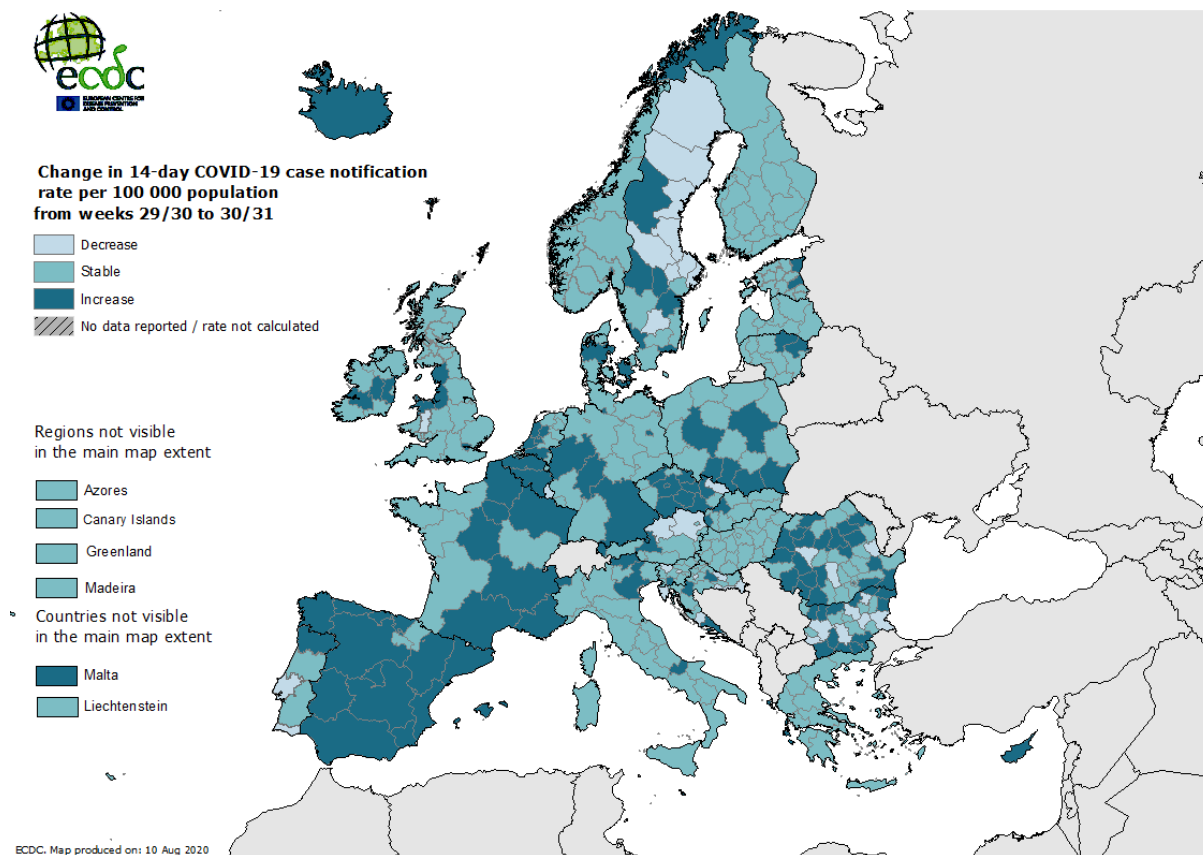 ecdc
EUROPEAN CENTRE FOR
DISEASE PREVENTION
AND CONTROL
Change in 14-day COVID-19 case notification
rate per 100 000 population
from weeks 29/30 to 30/31
Decrease
Stable
Increase
No data reported / rate not calculated
Regions not visible
in the main map extent
Azores
Canary Islands
Greenland
Madeira
Countries not visible
in the main map extent
Malta
Liechtenstein
ECDC. Map produced on: 10 Aug 2020